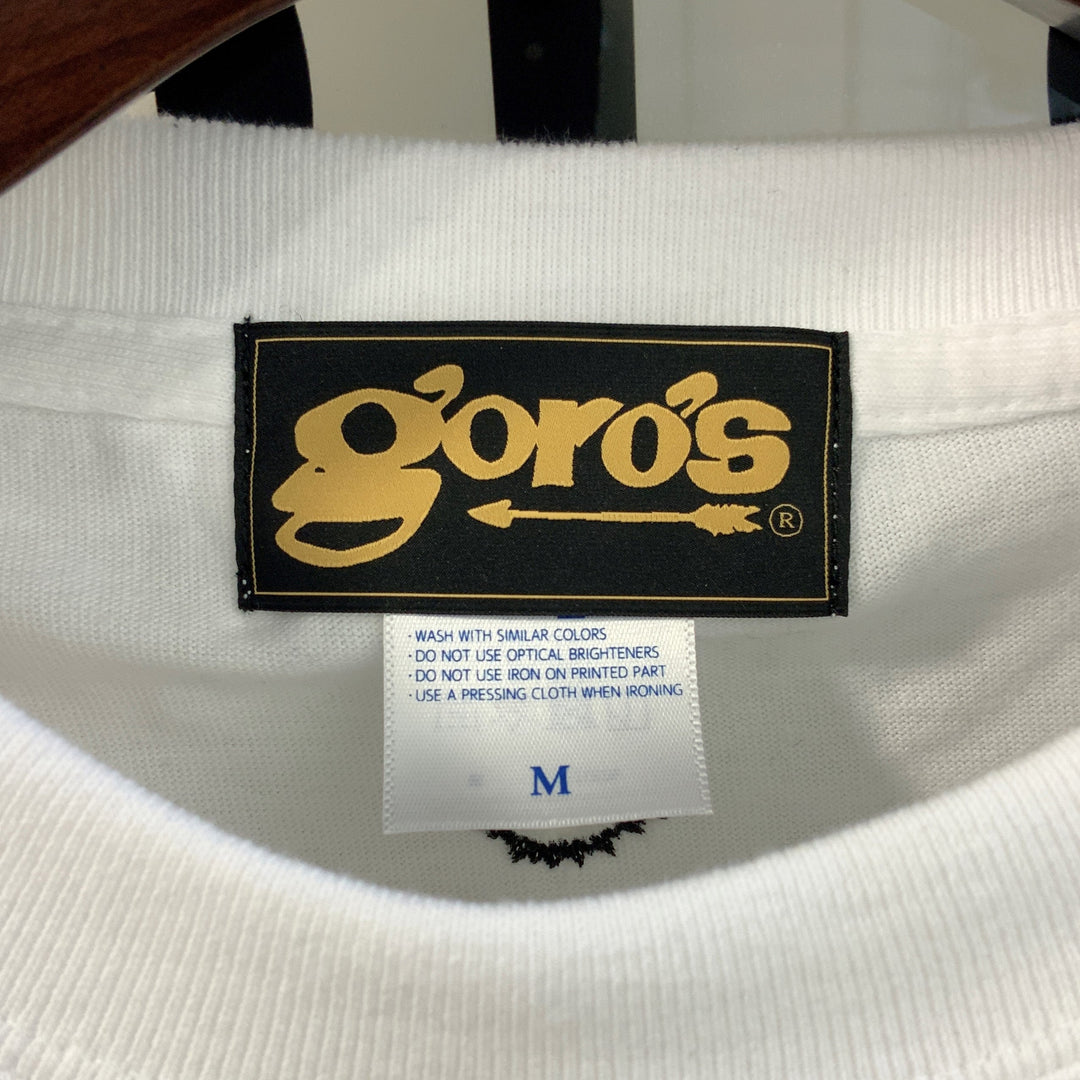 goro's
®
· WASH WITH SIMILAR COLORS
· DO NOT USE OPTICAL BRIGHTENERS
· DO NOT USE IRON ON PRINTED PART
· USE A PRESSING CLOTH WHEN IRONING
M